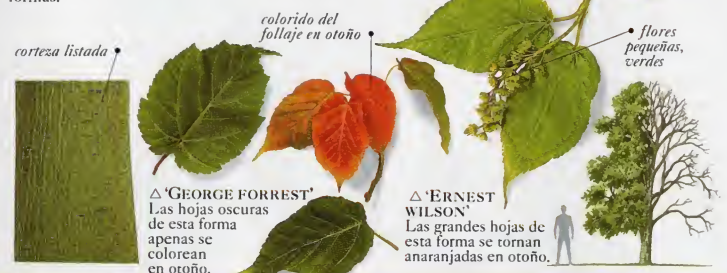 formas.
corteza listada
colorido del
follaje en otoño
flores
pequeñas,
verdes
△ 'GEORGE FORREST'
Las hojas oscuras
de esta forma
apenas se
colorean
en otoño.
△ 'ERNEST
WILSON'
Las grandes hojas de
esta forma se tornan
anaranjadas en otoño.